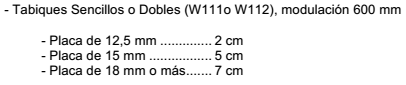 - Tabiques Sencillos o Dobles (W111o W112), modulación 600 mm
- Placa de 12,5 mm .............. 2 cm
- Placa de 15 mm ................. 5 cm
- Placa de 18 mm o más....... 7 cm